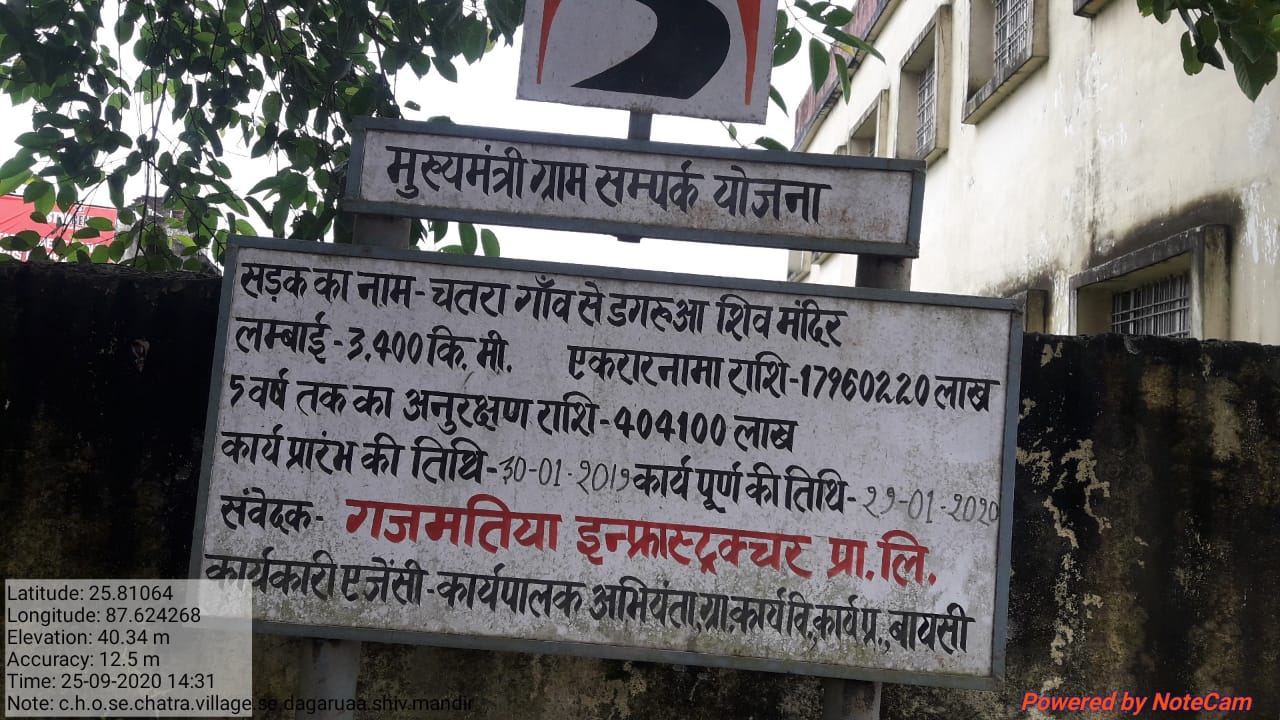 मुख्यमंत्री ग्राम सम्पर्क योजना
सड़क का नाम- चतरा गाँव से डगरूआ शिव मंदिर
लम्बाई - 3.400 कि. मी. एकरारनामा राशि-17960220 लाख
5 वर्ष तक का अनुरक्षण राशि-404100 लाख
कार्य प्रारंभ की तिथि-30-01-2019 कार्य पूर्ण की तिथि- 29-01-2020
संवेदक- गजमतिया इन्फ्रास्ट्रक्चर प्रा. लि.
कार्यकारी एजेंसी-कार्यपालक अभियंता,ग्रा.कार्य वि.,कार्य प्र.,बायसी
Latitude: 25.81064
Longitude: 87.624268
Elevation: 40.34 m
Accuracy: 12.5 m
Time: 25-09-2020 14:31
Note: c.h.o.se.chatra.village.se.dagaruaa.shiv.mandir
Powered by NoteCam